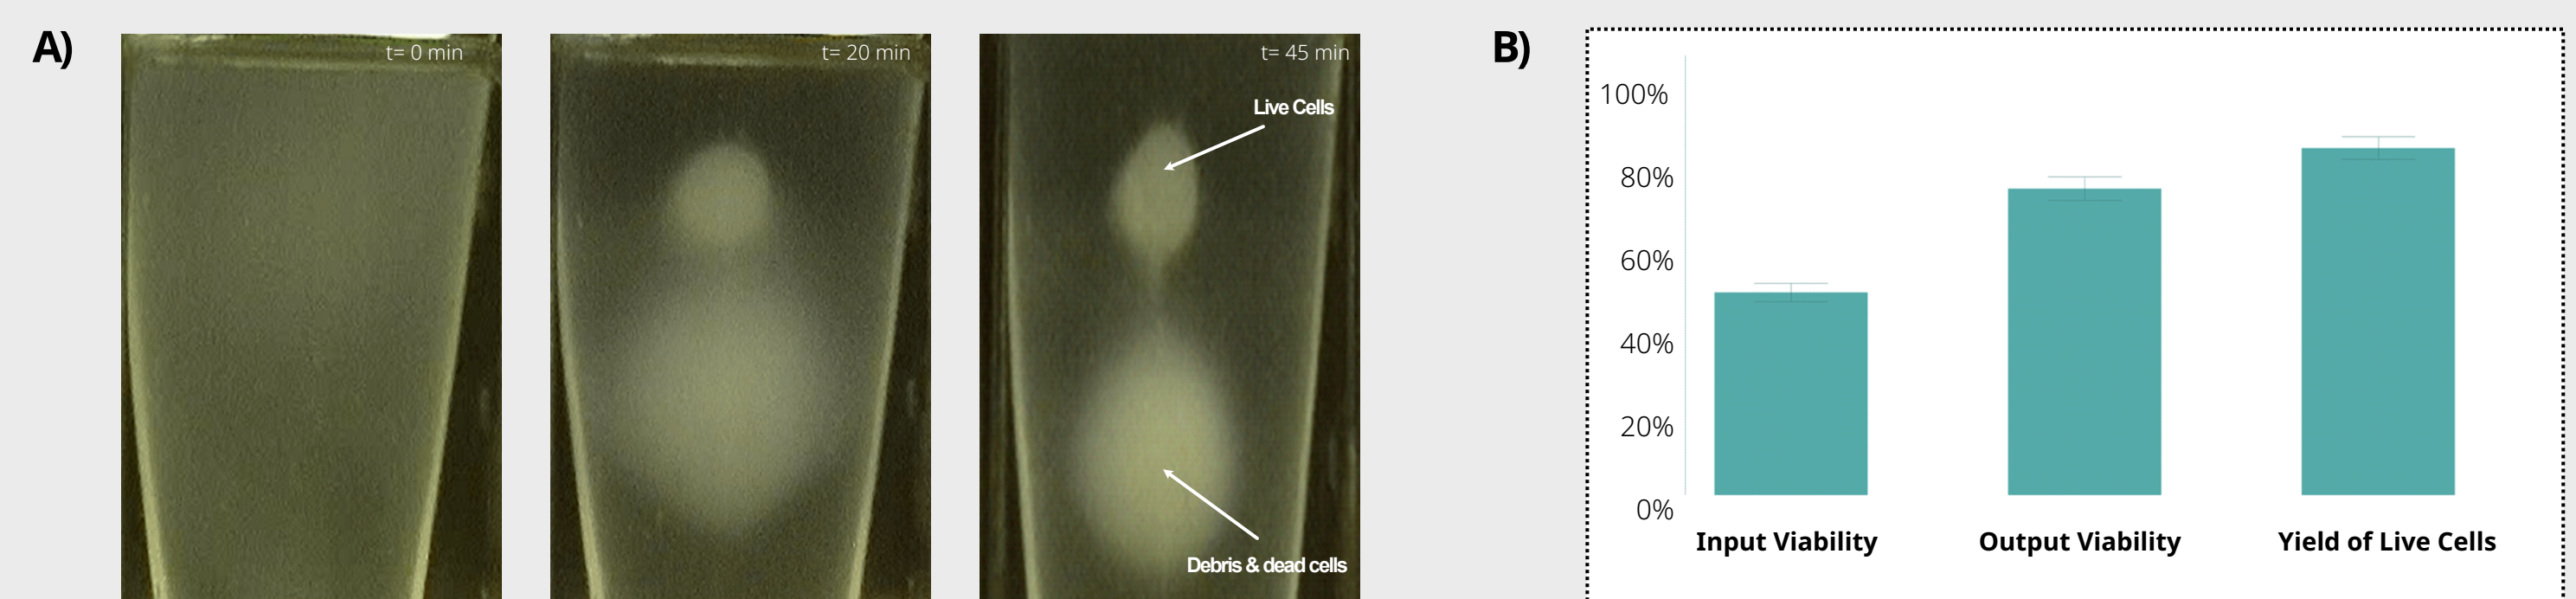 A)
t= 0 min
t= 20 min
t= 45 min
Live Cells
Debris & dead cells
B)
100%
80%
60%
40%
20%
0%
Input Viability
Output Viability
Yield of Live Cells